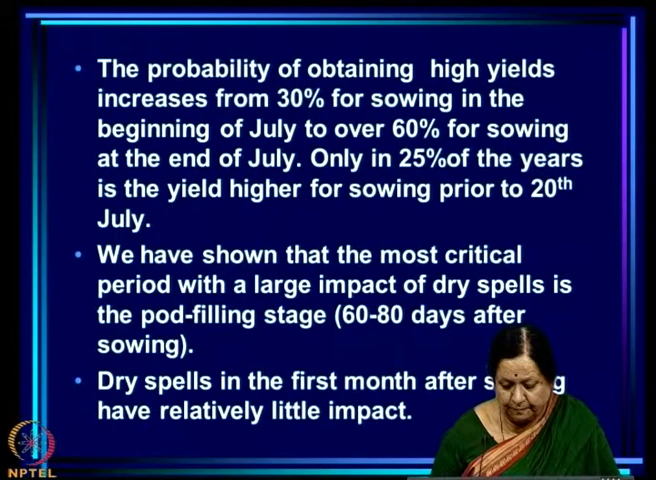 • The probability of obtaining high yields
increases from 30% for sowing in the
beginning of July to over 60% for sowing
at the end of July. Only in 25%of the years
is the yield higher for sowing prior to 20th
July.
• We have shown that the most critical
period with a large impact of dry spells is
the pod-filling stage (60-80 days after
sowing).
• Dry spells in the first month after
have relatively little impact.
NPTEL